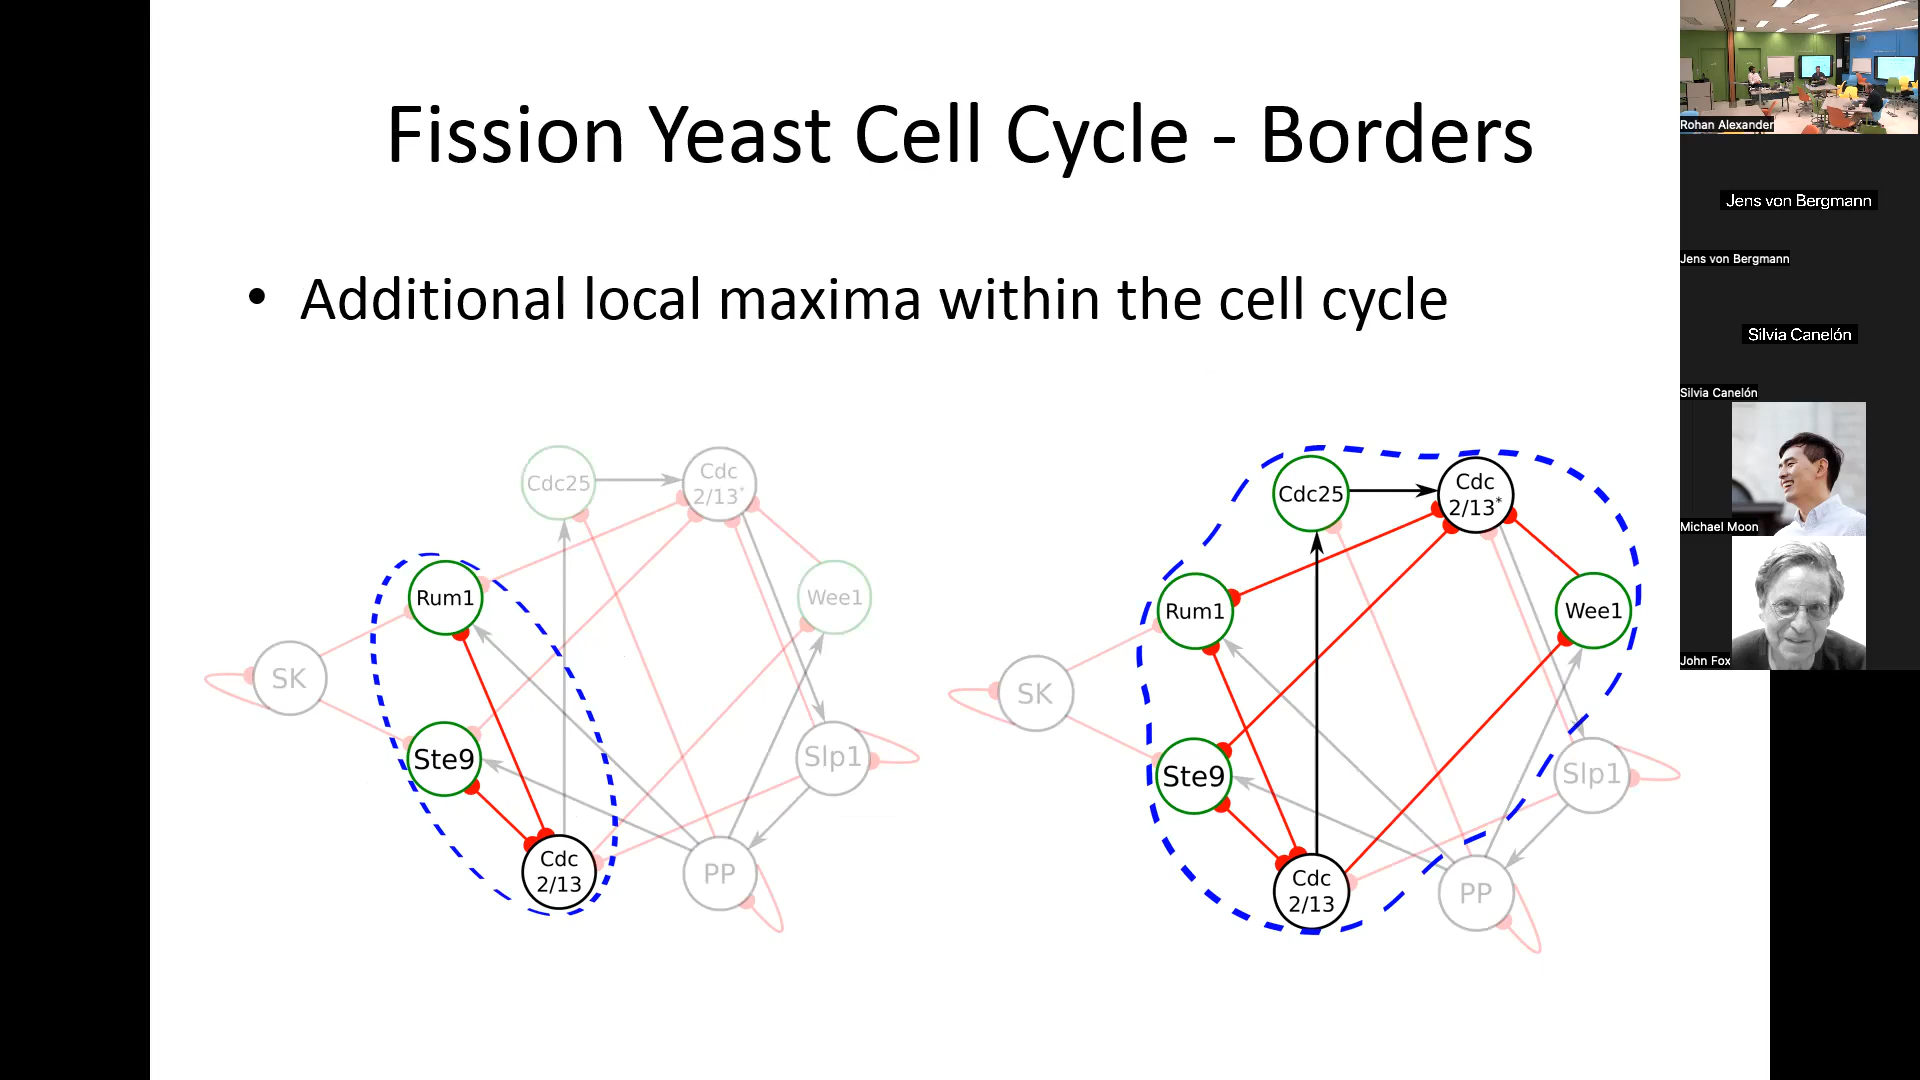 Fission Yeast Cell Cycle - Borders
• Additional local maxima within the cell cycle
Cdc25
Cdc
2/13*
Rum1
Wee1
SK
Ste9
Slp1
Cdc
2/13
PP
Cdc25
Cdc
2/13*
Rum1
Wee1
SK
Ste9
Slp1
Cdc
2/13
PP
Rohan Alexander
Jens von Bergmann
Jens von Bergmann
Silvia Canelón
Silvia Canelón
Michael Moon
John Fox